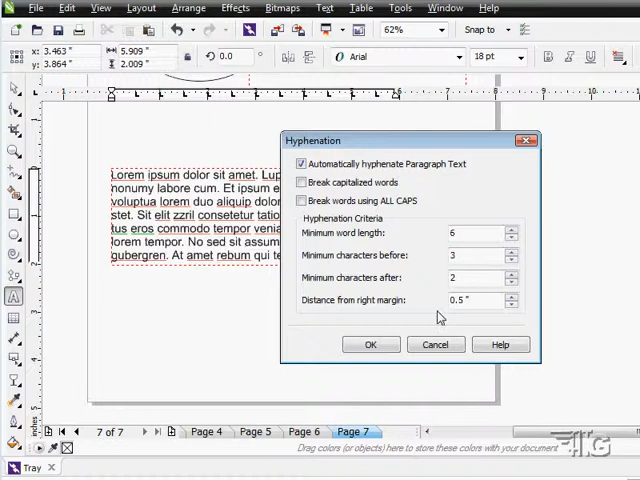 File Edit View Layout Arrange Effects Bitmaps Text Table Tools Window Help
62% Snap to
x: 3.463 " 5.909 "
y: 3.864 " 2.009 "
0.0
Arial 18 pt
Hyphenation
Automatically hyphenate Paragraph Text
Break capitalized words
Break words using ALL CAPS
Hyphenation Criteria
Minimum word length: 6
Minimum characters before: 3
Minimum characters after: 2
Distance from right margin: 0.5 "
OK Cancel Help
Lorem ipsum dolor sit amet.
nonumy labore cum. Et ipsum
voluptua lorem duo aliquip
stet. Sit elit zzril consetetur
tus eros commodo tempor
lorem tempor. No sed sit
gubergren. At amet rebum qui
7 of 7 Page 4 Page 5 Page 6 Page 7
Drag colors (or objects) here to store these colors with your document
Tray